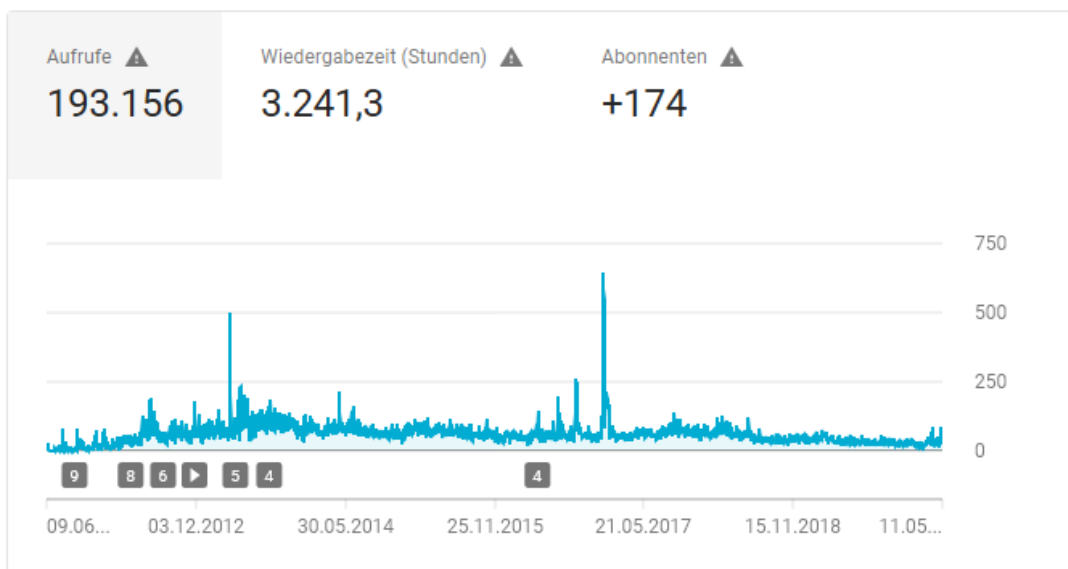 Aufrufe Wiedergabezeit (Stunden) Abonnenten
193.156 3.241,3 +174
750
500
250
0
9 8 6 5 4 4
09.06... 03.12.2012 30.05.2014 25.11.2015 21.05.2017 15.11.2018 11.05...